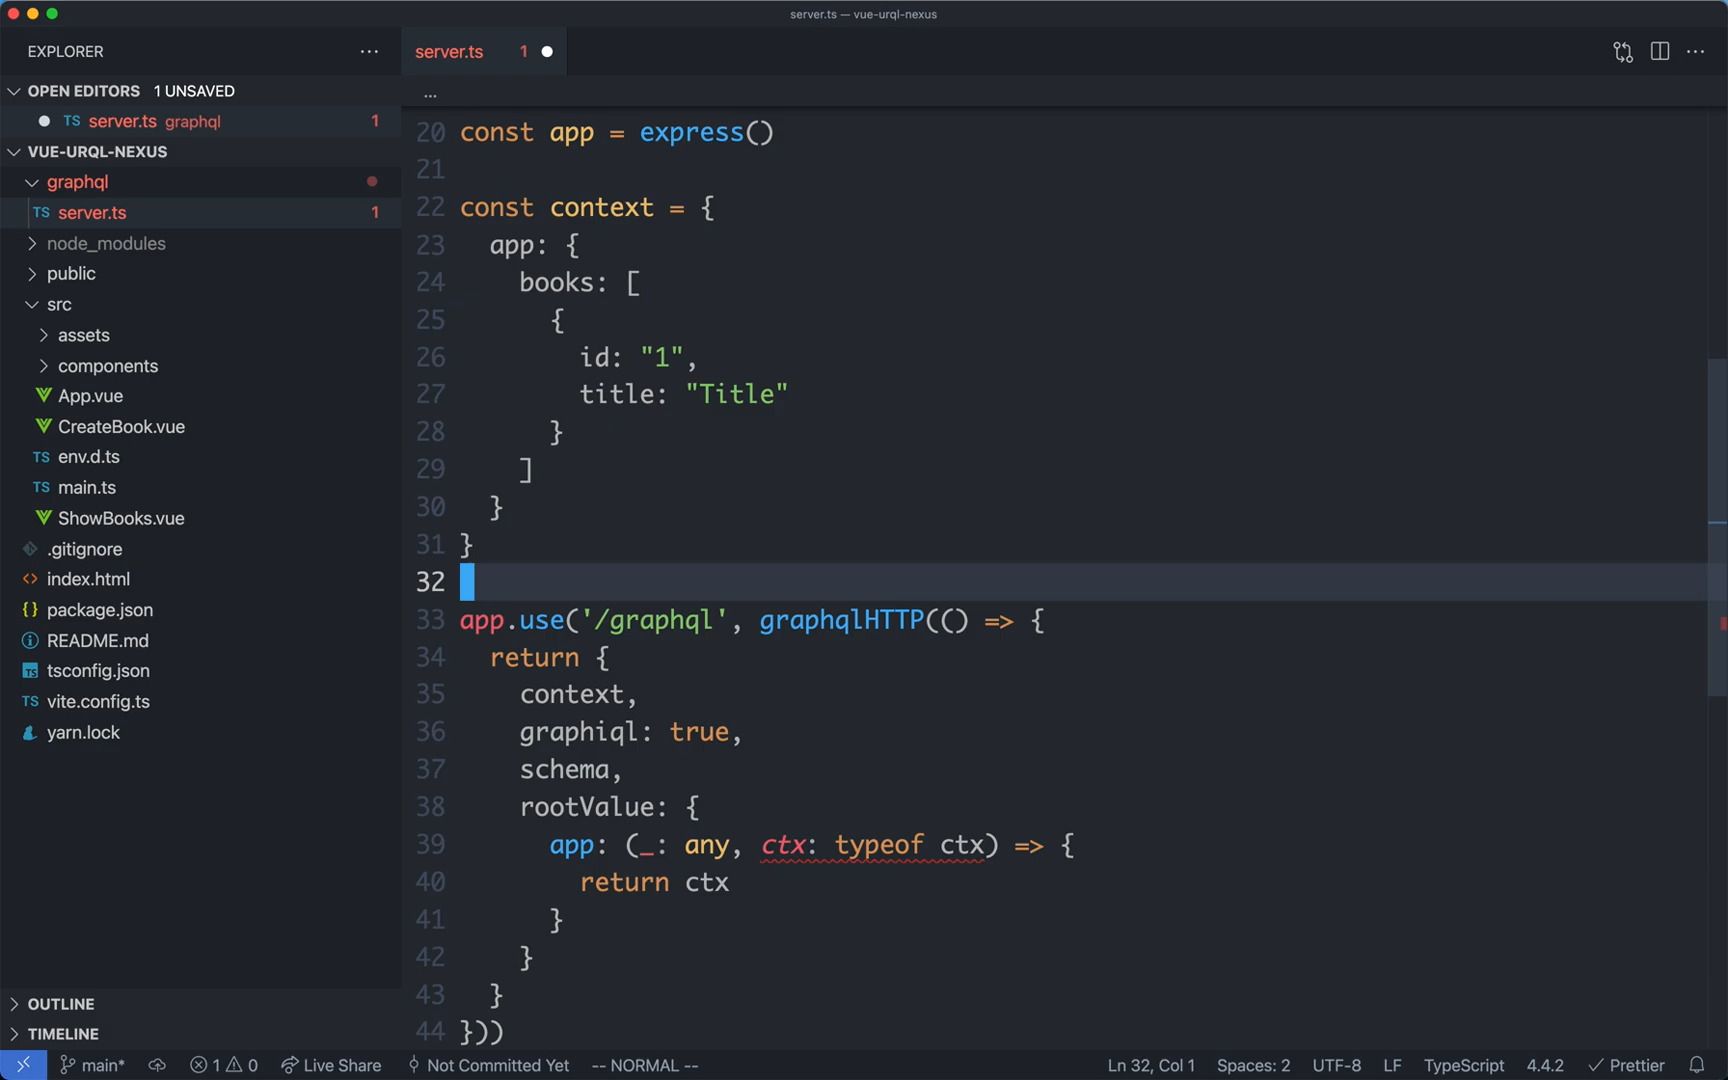 server.ts — vue-urql-nexus
EXPLORER
server.ts 1
OPEN EDITORS 1 UNSAVED
...
TS server.ts graphql 1
VUE-URQL-NEXUS
graphql
TS server.ts 1
node_modules
public
src
assets
components
App.vue
CreateBook.vue
TS env.d.ts
TS main.ts
ShowBooks.vue
.gitignore
<> index.html
{} package.json
README.md
TS tsconfig.json
TS vite.config.ts
yarn.lock
OUTLINE
TIMELINE
20 const app = express()
21
22 const context = {
23 app: {
24 books: [
25 {
26 id: "1",
27 title: "Title"
28 }
29 ]
30 }
31 }
32
33 app.use('/graphql', graphqlHTTP(() => {
34 return {
35 context,
36 graphiql: true,
37 schema,
38 rootValue: {
39 app: (_: any, ctx: typeof ctx) => {
40 return ctx
41 }
42 }
43 }
44 }))
main* 1 0 Live Share Not Committed Yet -- NORMAL -- Ln 32, Col 1 Spaces: 2 UTF-8 LF TypeScript 4.4.2 Prettier